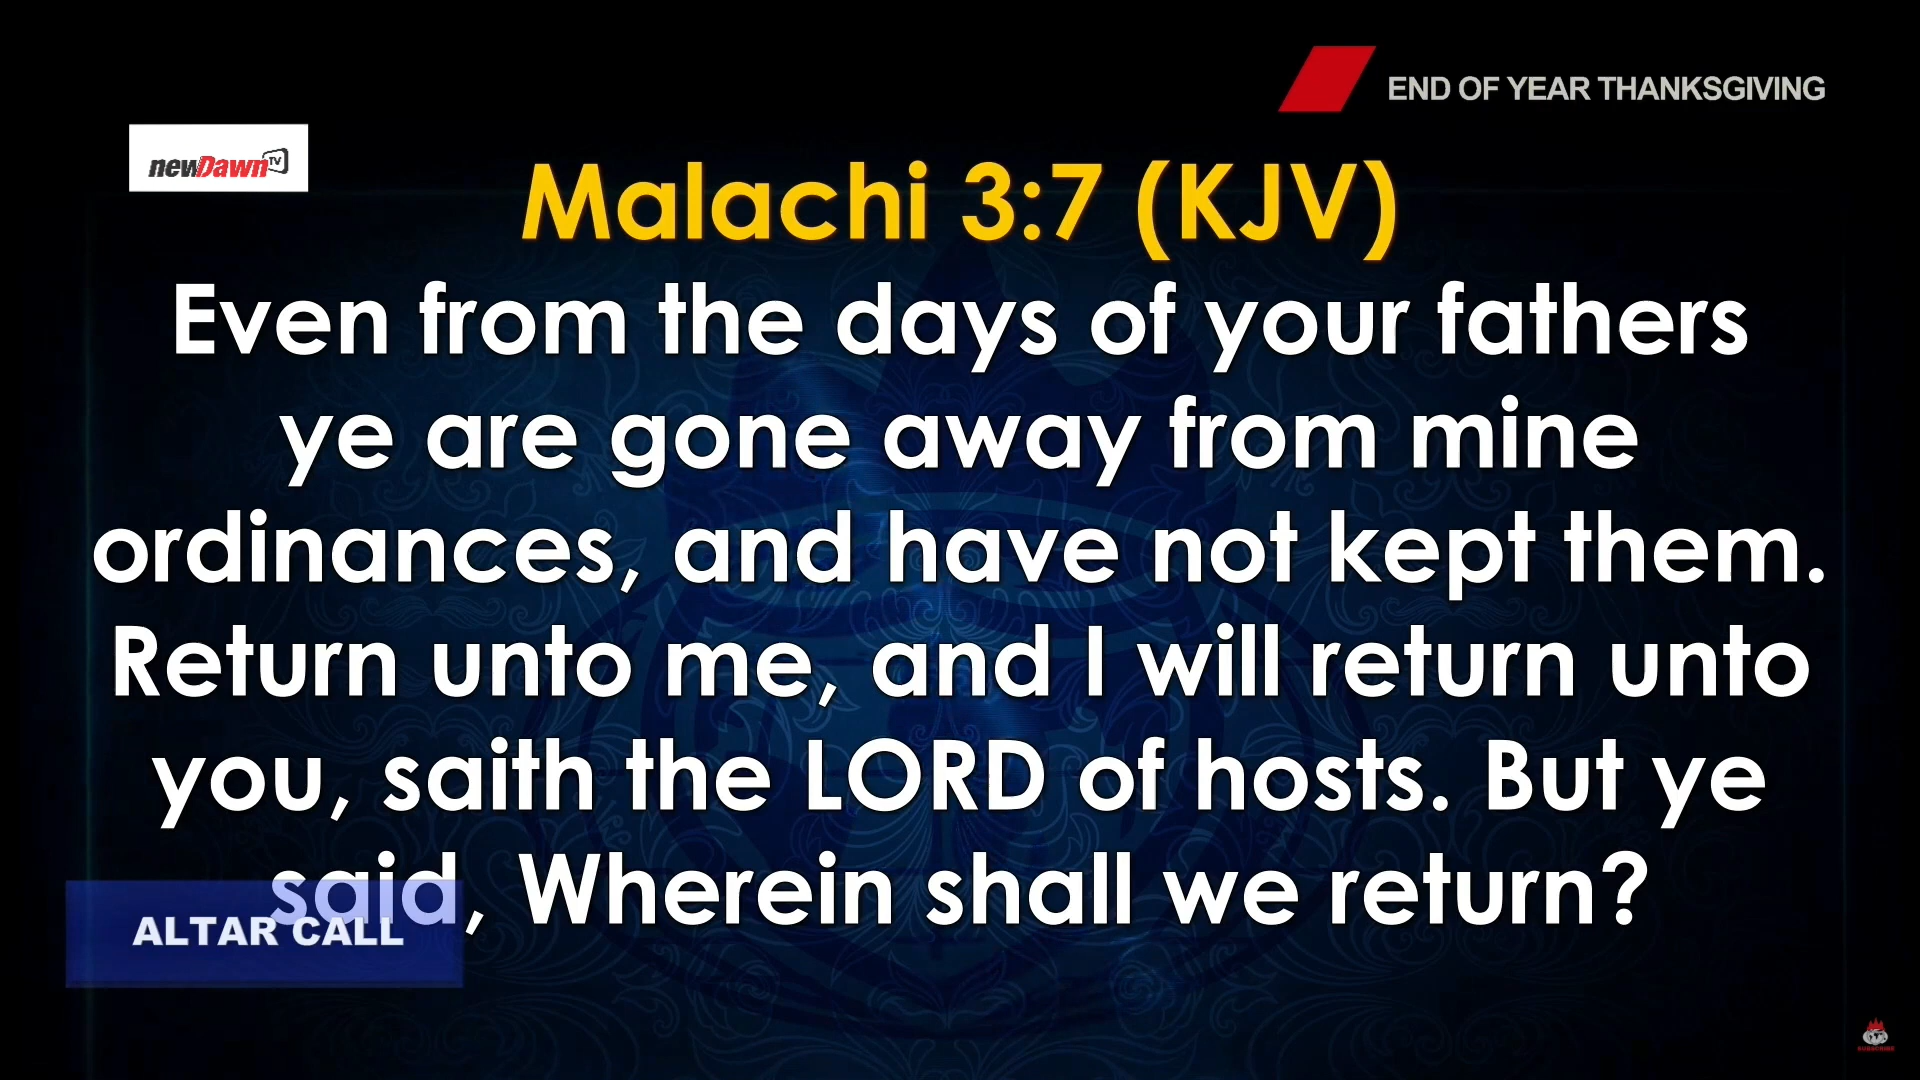 END OF YEAR THANKSGIVING
newDawn TV
Malachi 3:7 (KJV)
Even from the days of your fathers
ye are gone away from mine
ordinances, and have not kept them.
Return unto me, and I will return unto
you, saith the LORD of hosts. But ye
said, Wherein shall we return?
ALTAR CALL